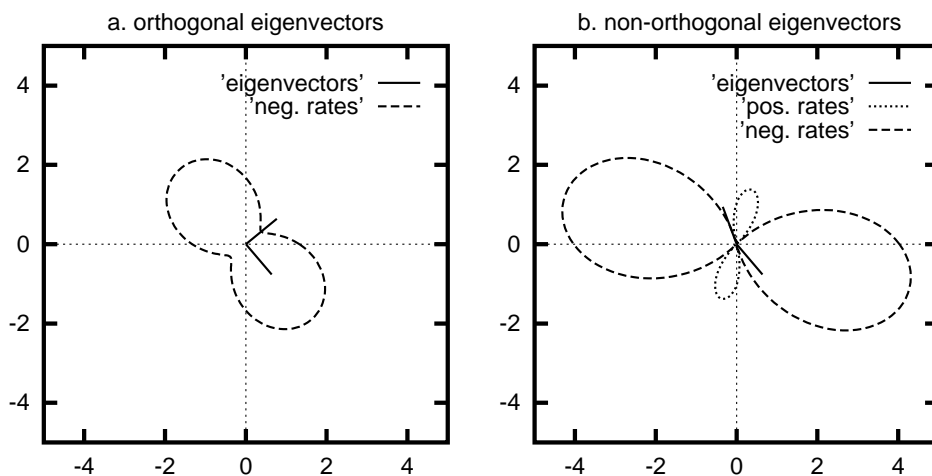 a. orthogonal eigenvectors
4
2
0
-2
-4
-4 -2 0 2 4
'eigenvectors'
'neg. rates'
b. non-orthogonal eigenvectors
4
2
0
-2
-4
-4 -2 0 2 4
'eigenvectors'
'pos. rates'
'neg. rates'